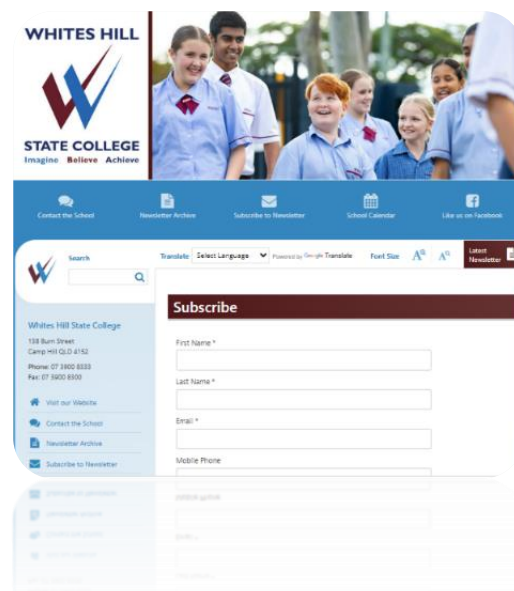 WHITES HILL
STATE COLLEGE
Imagine Believe Achieve
Contact the School
Newsletter Archive
Subscribe to Newsletter
School Calendar
Like us on Facebook
Search
Translate Select Language Powered by Google Translate Font Size A A Latest
Newsletter
Subscribe
First Name *
Last Name *
Email *
Mobile Phone
Whites Hill State College
138 Burn Street
Camp Hill QLD 4152
Phone: 07 3900 8333
Fax: 07 3900 8300
Visit our Website
Contact the School
Newsletter Archive
Subscribe to Newsletter